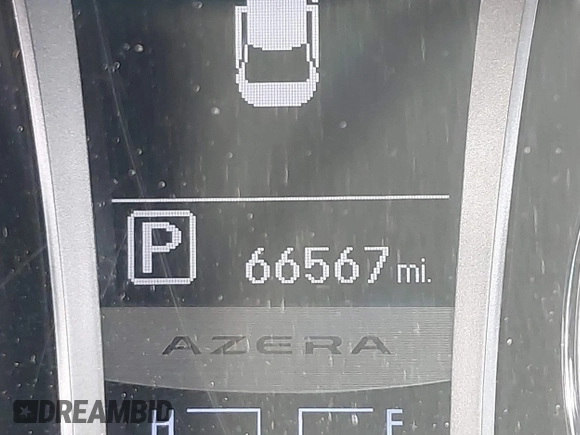 P 66567 mi.
AZERA
H F
DREAMBID